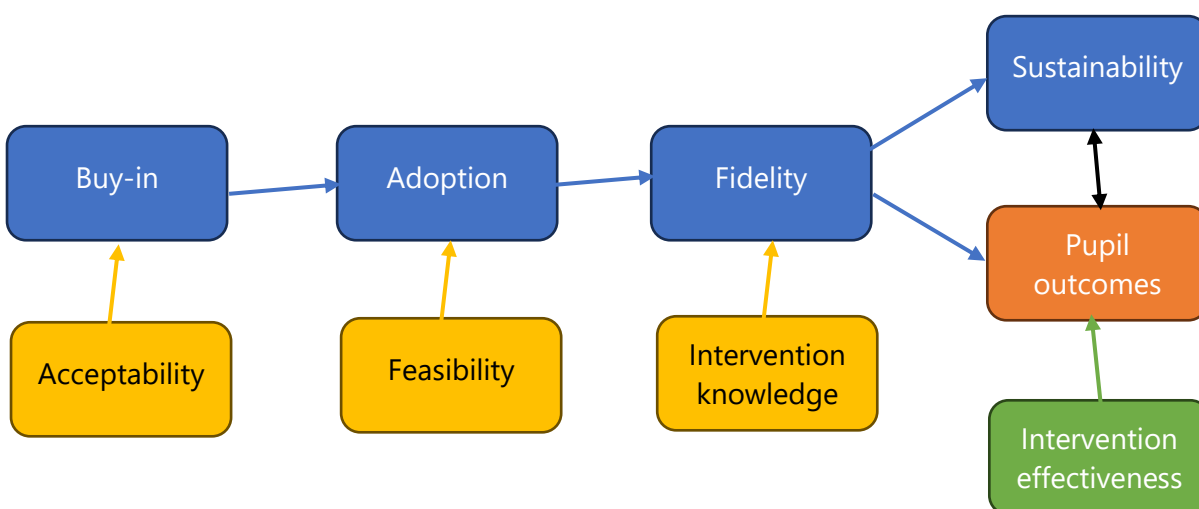 Sustainability
Buy-in
Adoption
Fidelity
Pupil
outcomes
Acceptability
Feasibility
Intervention
knowledge
Intervention
effectiveness